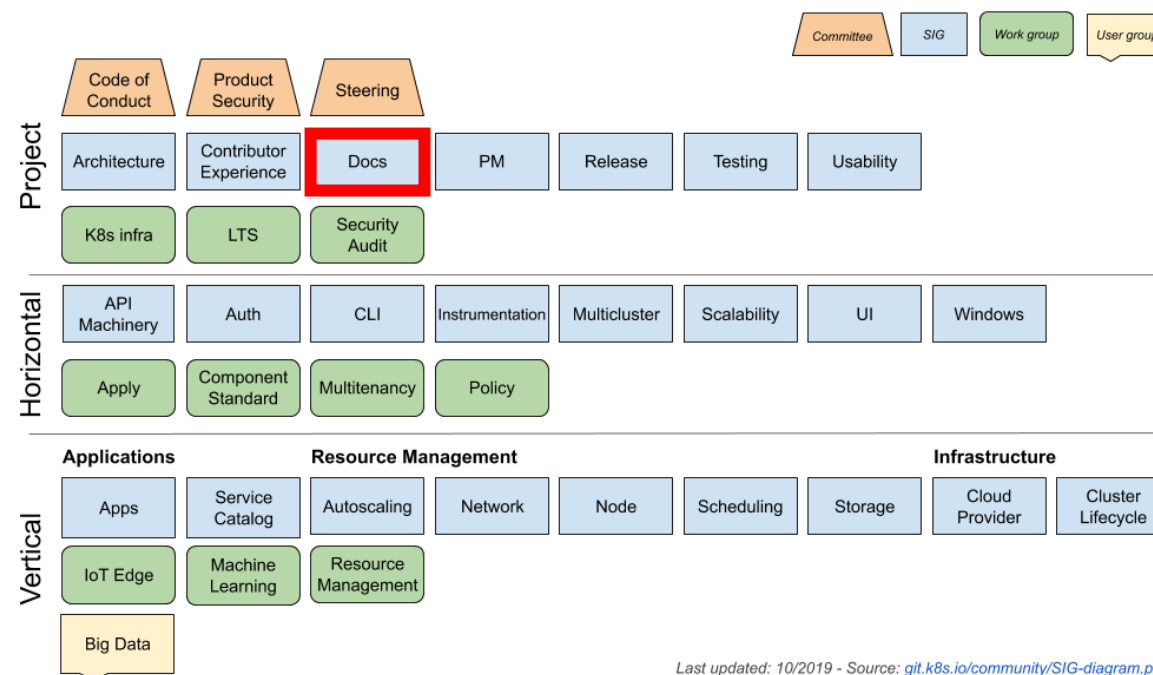 Committee
SIG
Work group
User group
Code of
Conduct
Product
Security
Steering
Project
Architecture
Contributor
Experience
Docs
PM
Release
Testing
Usability
K8s infra
LTS
Security
Audit
Horizontal
API
Machinery
Auth
CLI
Instrumentation
Multicluster
Scalability
UI
Windows
Apply
Component
Standard
Multitenancy
Policy
Vertical
Applications
Resource Management
Infrastructure
Apps
Service
Catalog
Autoscaling
Network
Node
Scheduling
Storage
Cloud
Provider
Cluster
Lifecycle
IoT Edge
Machine
Learning
Resource
Management
Big Data
Last updated: 10/2019 - Source: git.k8s.io/community/SIG-diagram.p